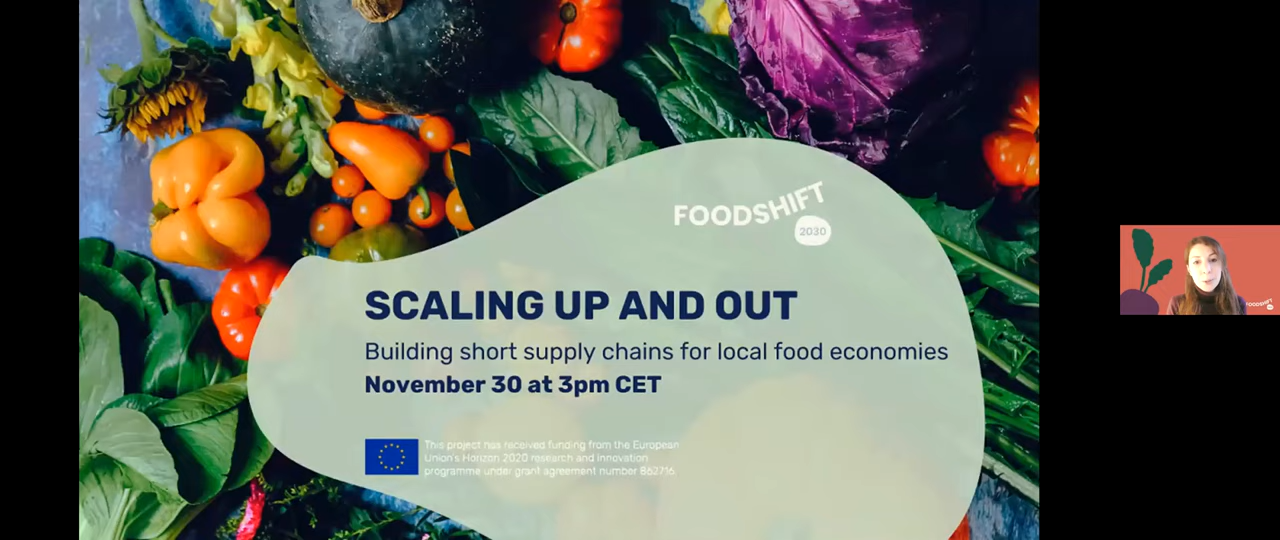 FOODSHIFT
2030
SCALING UP AND OUT
Building short supply chains for local food economies
November 30 at 3pm CET
This project has received funding from the European
Union's Horizon 2020 research and innovation
programme under grant agreement number 862716.
FOODSHIFT